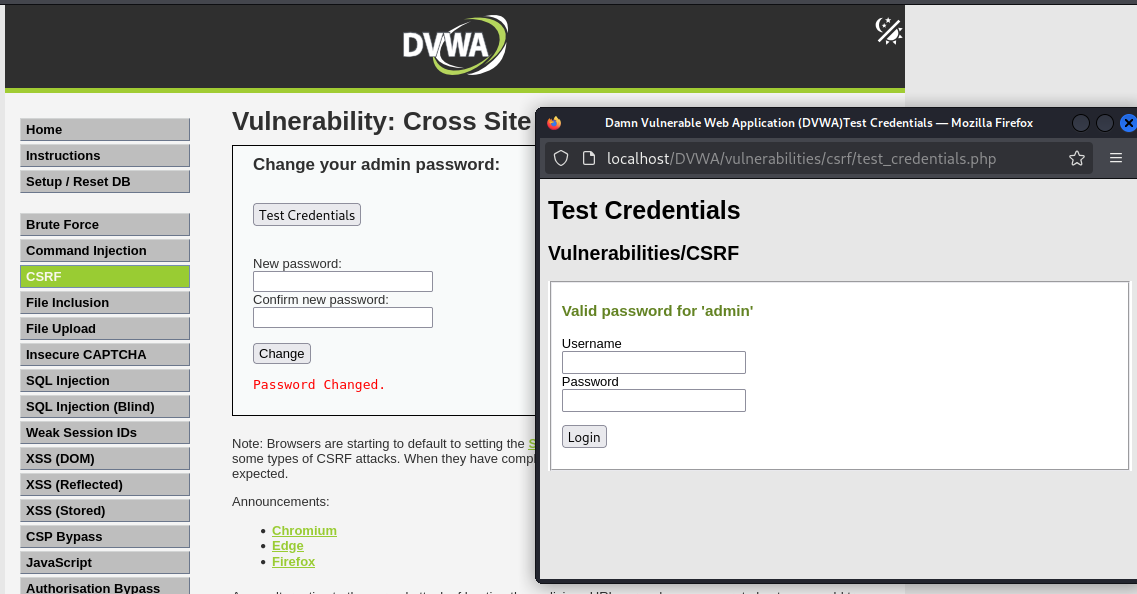 DVWA
Home
Instructions
Setup / Reset DB
Brute Force
Command Injection
CSRF
File Inclusion
File Upload
Insecure CAPTCHA
SQL Injection
SQL Injection (Blind)
Weak Session IDs
XSS (DOM)
XSS (Reflected)
XSS (Stored)
CSP Bypass
JavaScript
Authorisation Bypass
Vulnerability: Cross Site
Change your admin password:
Test Credentials
New password:
Confirm new password:
Change
Password Changed.
Note: Browsers are starting to default to setting the
some types of CSRF attacks. When they have
expected.
Announcements:
Chromium
Edge
Firefox
Damn Vulnerable Web Application (DVWA)Test Credentials — Mozilla Firefox
localhost/DVWA/vulnerabilities/csrf/test_credentials.php
Test Credentials
Vulnerabilities/CSRF
Valid password for 'admin'
Username
Password
Login